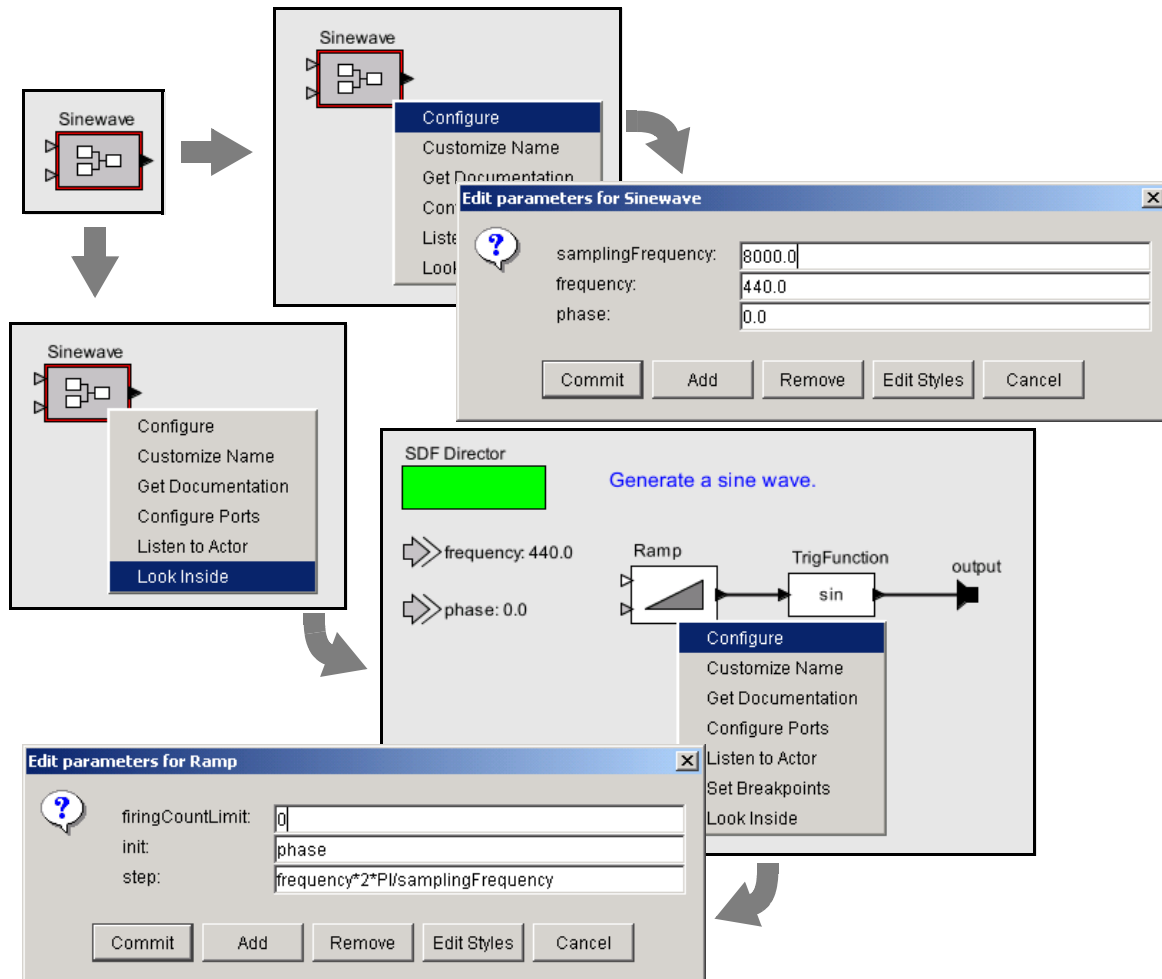 Sinewave
Sinewave
Configure
Customize Name
Get Documentation
Con
Liste
Look
Edit parameters for Sinewave
samplingFrequency: 8000.0
frequency: 440.0
phase: 0.0
Commit Add Remove Edit Styles Cancel
Sinewave
Configure
Customize Name
Get Documentation
Configure Ports
Listen to Actor
Look Inside
SDF Director
Generate a sine wave.
frequency: 440.0
phase: 0.0
Ramp
TrigFunction
sin
output
Configure
Customize Name
Get Documentation
Configure Ports
Listen to Actor
Set Breakpoints
Look Inside
Edit parameters for Ramp
firingCountLimit: 0
init: phase
step: frequency*2*PI/samplingFrequency
Commit Add Remove Edit Styles Cancel